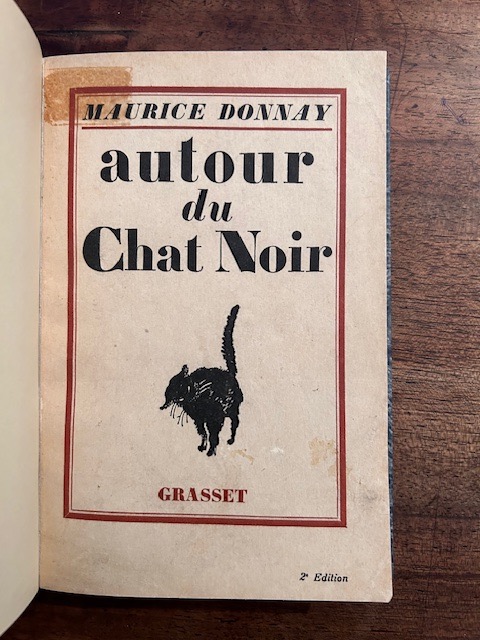 MAURICE DONNAY
autour
du
Chat Noir
GRASSET
2e Edition